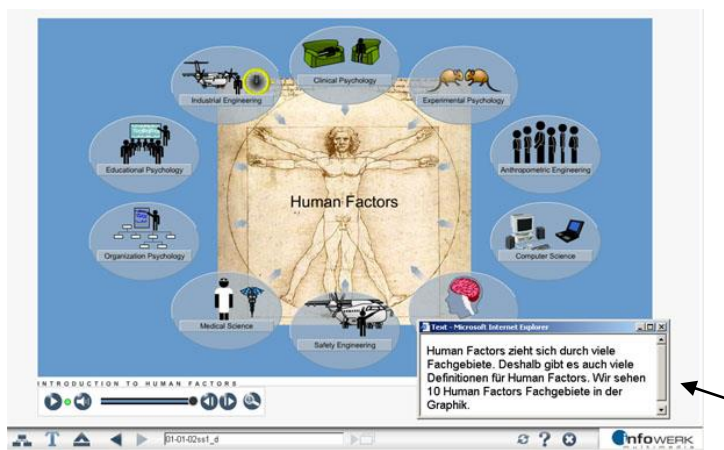 Clinical Psychology
Industrial Engineering
Experimental Psychology
Educational Psychology
Anthropometric Engineering
Human Factors
Organization Psychology
Computer Science
Medical Science
Safety Engineering
Text - Microsoft Internet Explorer
Human Factors zieht sich durch viele
Fachgebiete. Deshalb gibt es auch viele
Definitionen für Human Factors. Wir sehen
10 Human Factors Fachgebiete in der
Graphik.
INTRODUCTION TO HUMAN FACTORS
T
01-01-02ss1_d
?
infoWERK
multimedia